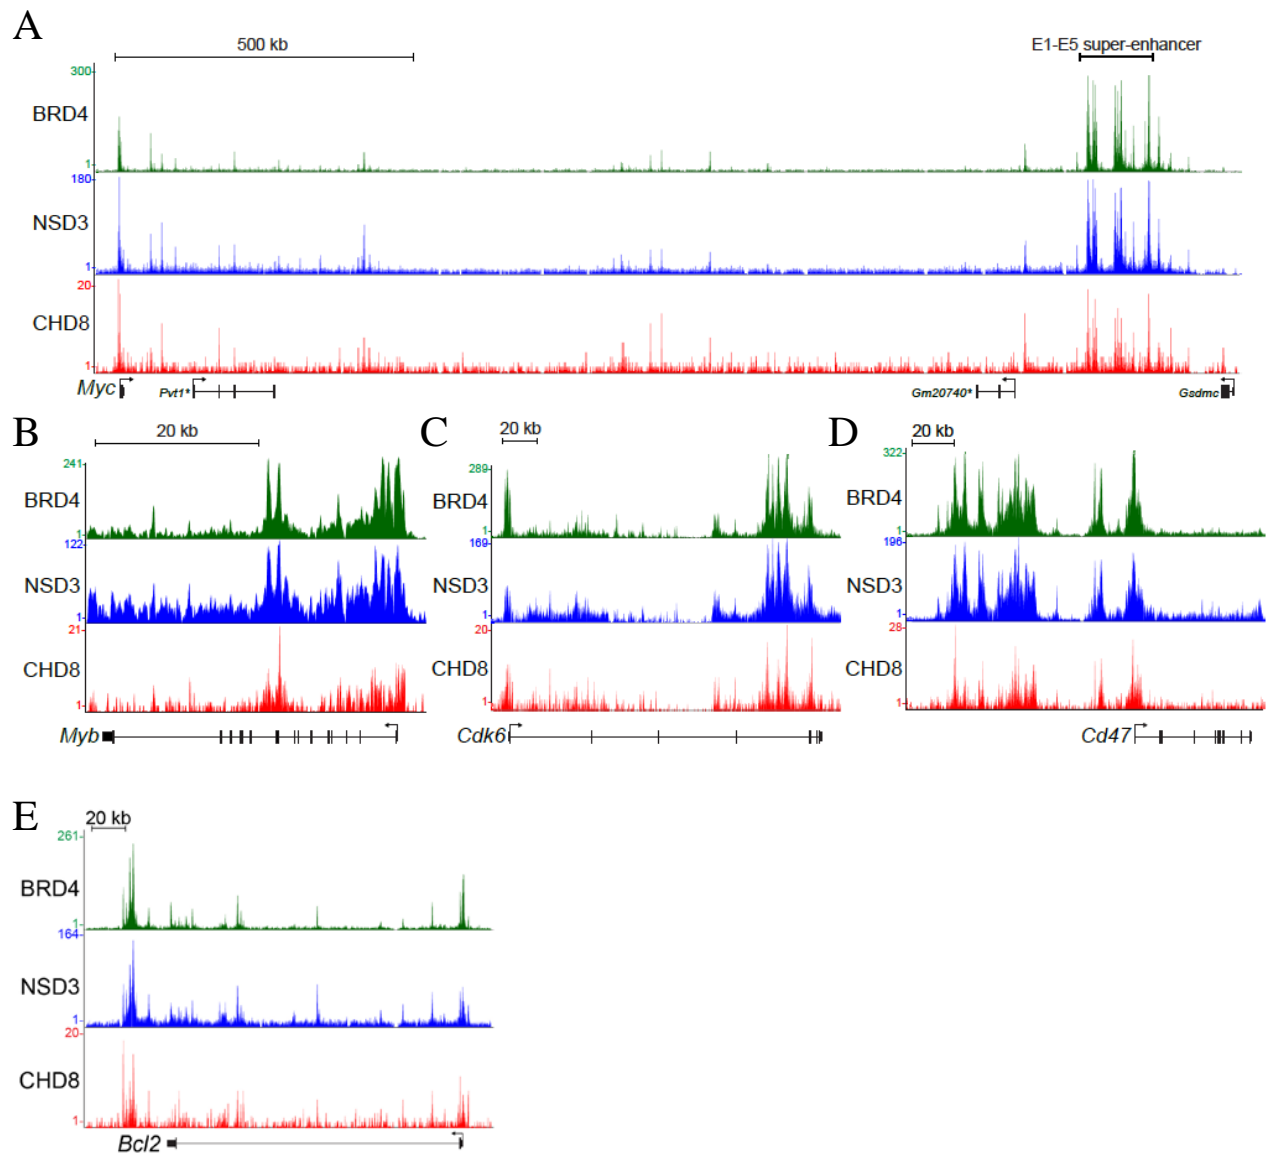 A
500 kb
E1-E5 super-enhancer
300
BRD4
1
180
NSD3
1
20
CHD8
1
Myc
Pvt1*
Gm20740*
Gsdmc
B
20 kb
241
BRD4
1
122
NSD3
1
21
CHD8
1
Myb
C
20 kb
289
BRD4
1
169
NSD3
1
20
CHD8
1
Cdk6
D
20 kb
322
BRD4
1
196
NSD3
1
28
CHD8
1
Cd47
E
20 kb
261
BRD4
1
164
NSD3
1
20
CHD8
1
Bcl2